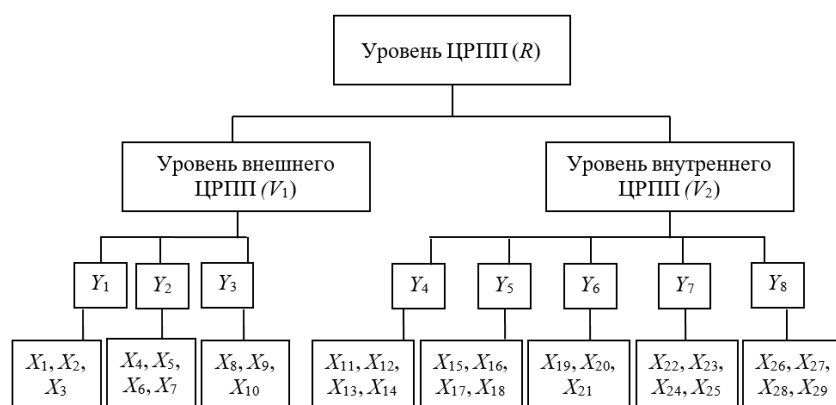 Уровень ЦРПП (R)
Уровень внешнего
ЦРПП (V₁)
Уровень внутреннего
ЦРПП (V₂)
Y₁
Y₂
Y₃
Y₄
Y₅
Y₆
Y₇
Y₈
X₁, X₂,
X₃
X₄, X₅,
X₆, X₇
X₈, X₉,
X₁₀
X₁₁, X₁₂,
X₁₃, X₁₄
X₁₅, X₁₆,
X₁₇, X₁₈
X₁₉, X₂₀,
X₂₁
X₂₂, X₂₃,
X₂₄, X₂₅
X₂₆, X₂₇,
X₂₈, X₂₉